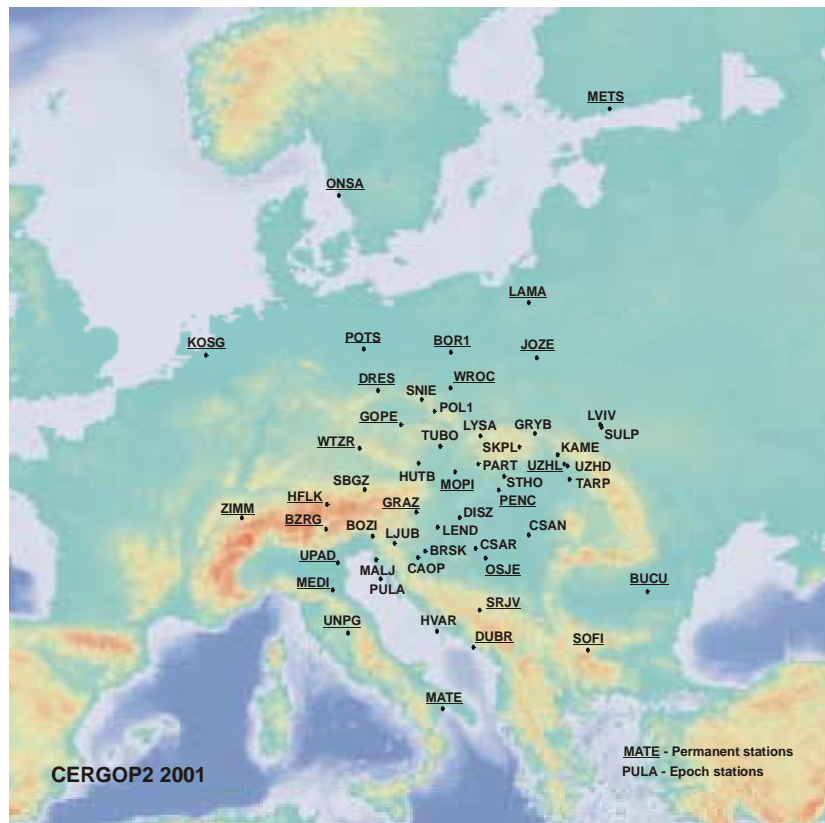 METS
ONSA
LAMA
KOSG
POTS
BOR1
JOZE
DRES
SNIE
WROC
POL1
GOPE
LYSA
GRYB
LVIV
SULP
WTZR
TUBO
SKPL
KAME
HUTB
PART
UZHL
UZHD
MOPI
STHO
TARP
SBGZ
PENC
HFLK
GRAZ
ZIMM
DISZ
BZRG
BOZI
LJUB
LEND
CSAN
UPAD
BRSK
CSAR
MALJ
CAOP
OSJE
MEDI
PULA
BUCU
SRJV
UNPG
HVAR
DUBR
SOFI
MATE
MATE - Permanent stations
PULA - Epoch stations
CERGOP2 2001